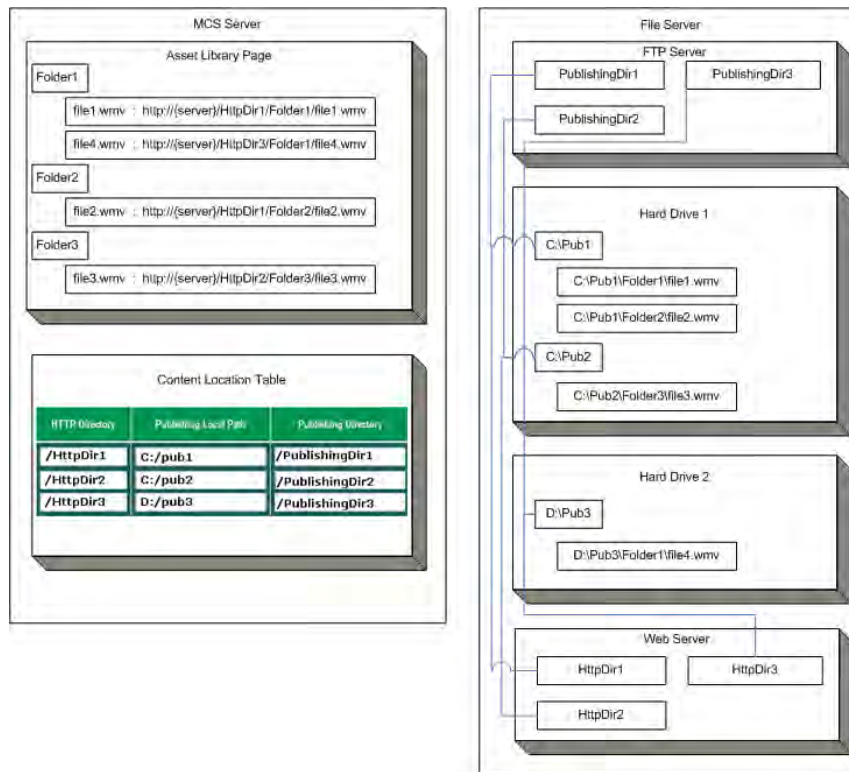 MCS Server
Asset Library Page
Folder1
file1.wmv : http://{server}/HttpDir1/Folder1/file1.wmv
file4.wmv : http://{server}/HttpDir3/Folder1/file4.wmv
Folder2
file2.wmv : http://{server}/HttpDir1/Folder2/file2.wmv
Folder3
file3.wmv : http://{server}/HttpDir2/Folder3/file3.wmv
Content Location Table
HTTP Directory Publishing Local Path Publishing Directory
/HttpDir1 C:/pub1 /PublishingDir1
/HttpDir2 C:/pub2 /PublishingDir2
/HttpDir3 D:/pub3 /PublishingDir3
File Server
FTP Server
PublishingDir1 PublishingDir3
PublishingDir2
Hard Drive 1
C:\Pub1
C:\Pub1\Folder1\file1.wmv
C:\Pub1\Folder2\file2.wmv
C:\Pub2
C:\Pub2\Folder3\file3.wmv
Hard Drive 2
D:\Pub3
D:\Pub3\Folder1\file4.wmv
Web Server
HttpDir1 HttpDir3
HttpDir2